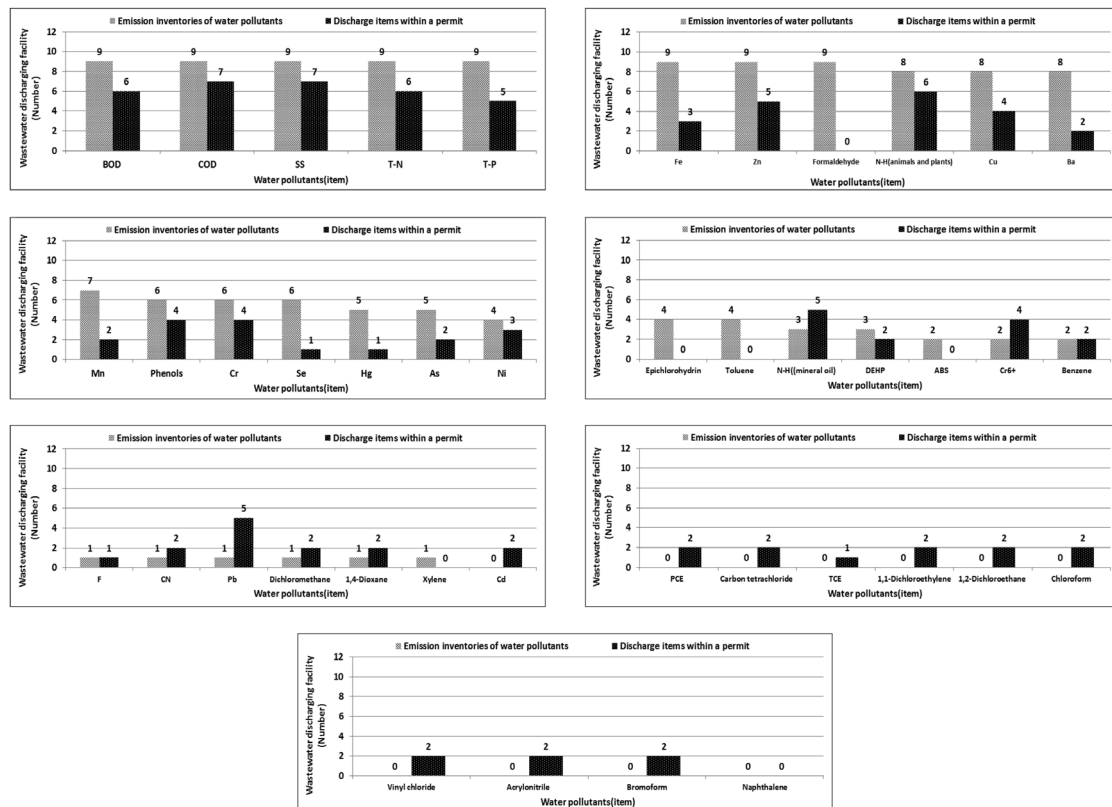 Emission inventories of water pollutants Discharge items within a permit
Wastewater discharging facility
(Number)
12
10
8
6
4
2
0
9 6 9 7 9 7 9 6 9 5
BOD COD SS T-N T-P
Water pollutants(item)
Emission inventories of water pollutants Discharge items within a permit
Wastewater discharging facility
(Number)
12
10
8
6
4
2
0
9 3 9 5 9 0 8 6 8 4 8 2
Fe Zn Formaldehyde N-H(animals and plants) Cu Ba
Water pollutants(item)
Emission inventories of water pollutants Discharge items within a permit
Wastewater discharging facility
(Number)
12
10
8
6
4
2
0
7 2 6 4 6 4 6 1 5 1 5 2 4 3
Mn Phenols Cr Se Hg As Ni
Water pollutants(item)
Emission inventories of water pollutants Discharge items within a permit
Wastewater discharging facility
(Number)
12
10
8
6
4
2
0
4 0 4 0 3 5 3 2 2 0 2 4 2 2
Epichlorohydrin Toluene N-H((mineral oil) DEHP ABS Cr6+ Benzene
Water pollutants(item)
Emission inventories of water pollutants Discharge items within a permit
Wastewater discharging facility
(Number)
12
10
8
6
4
2
0
1 1 1 2 1 5 1 2 1 2 1 0 0 2
F CN Pb Dichloromethane 1,4-Dioxane Xylene Cd
Water pollutants(item)
Emission inventories of water pollutants Discharge items within a permit
Wastewater discharging facility
(Number)
12
10
8
6
4
2
0
0 2 0 2 0 1 0 2 0 2 0 2
PCE Carbon tetrachloride TCE 1,1-Dichloroethylene 1,2-Dichloroethane Chloroform
Water pollutants(item)
Emission inventories of water pollutants Discharge items within a permit
Wastewater discharging facility
(Number)
12
10
8
6
4
2
0
0 2 0 2 0 2 0 0
Vinyl chloride Acrylonitrile Bromoform Naphthalene
Water pollutants(item)